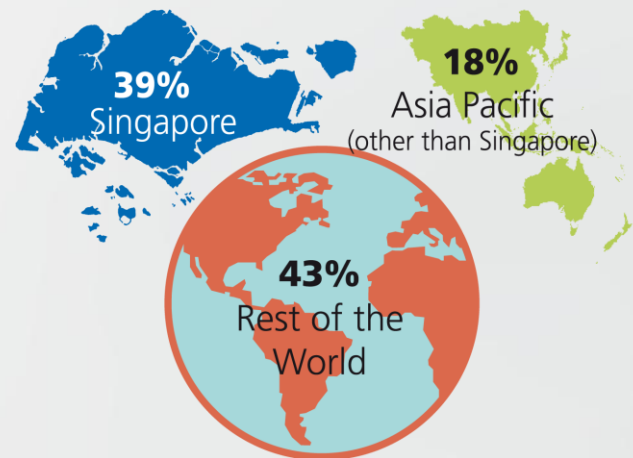 39%
Singapore
18%
Asia Pacific
(other than Singapore)
43%
Rest of the
World